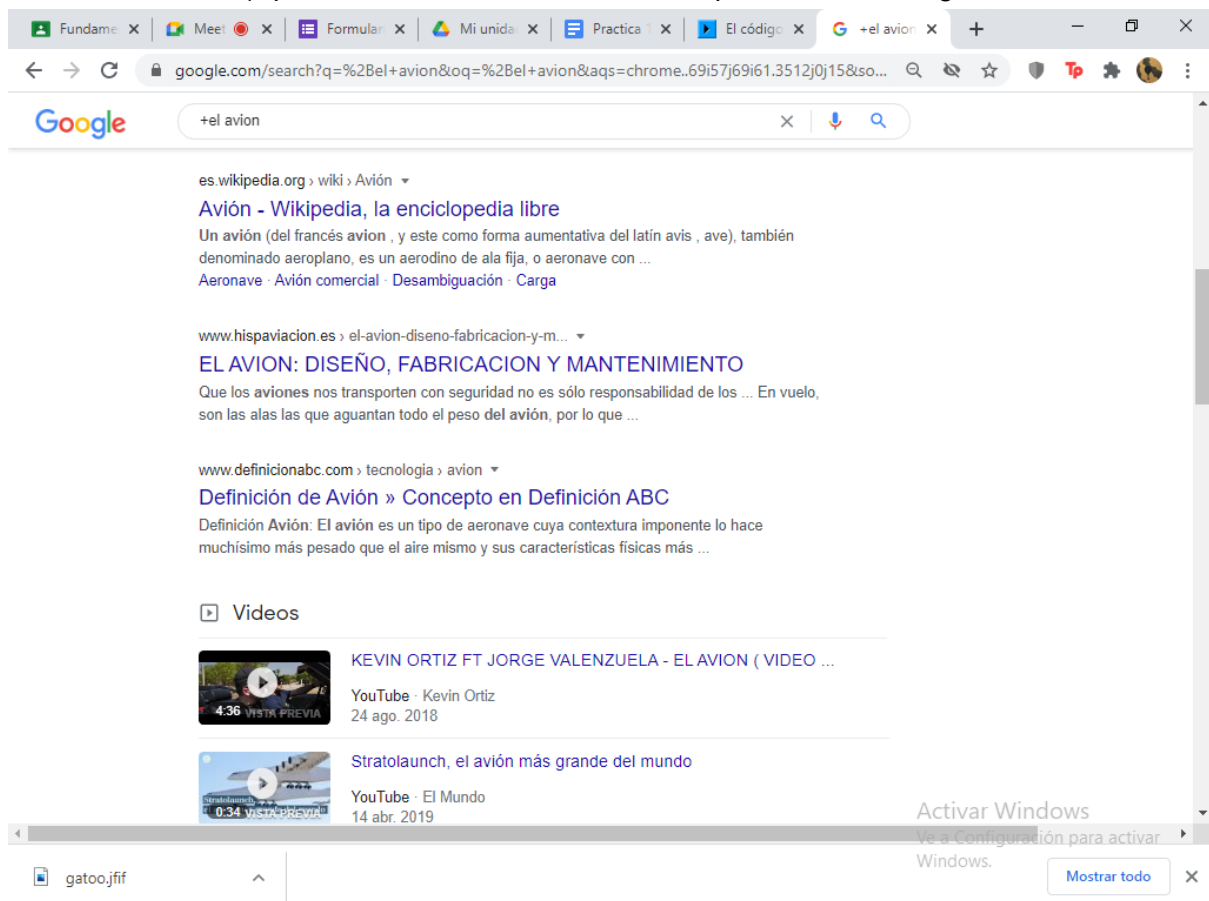 Fundame
Meet
Formular
Mi unida
Practica 1
El códigc
+el avion
google.com/search?q=%2Bel+avion&oq=%2Bel+avion&aqs=chrome..69i57j69i61.3512j0j15&so...
Google
+el avion
es.wikipedia.org › wiki › Avión
Avión - Wikipedia, la enciclopedia libre
Un avión (del francés avion , y este como forma aumentativa del latín avis , ave), también
denominado aeroplano, es un aerodino de ala fija, o aeronave con ...
Aeronave · Avión comercial · Desambiguación · Carga
www.hispaviacion.es › el-avion-diseno-fabricacion-y-m...
EL AVION: DISEÑO, FABRICACION Y MANTENIMIENTO
Que los aviones nos transporten con seguridad no es sólo responsabilidad de los ... En vuelo,
son las alas las que aguantan todo el peso del avión, por lo que ...
www.definicionabc.com › tecnologia › avion
Definición de Avión » Concepto en Definición ABC
Definición Avión: El avión es un tipo de aeronave cuya contextura imponente lo hace
muchísimo más pesado que el aire mismo y sus características físicas más ...
Videos
KEVIN ORTIZ FT JORGE VALENZUELA - EL AVION ( VIDEO ...
YouTube · Kevin Ortiz
24 ago. 2018
4:36 VISTA PREVIA
Stratolaunch, el avión más grande del mundo
YouTube · El Mundo
14 abr. 2019
Stratolaunch,
0:34 VISTA PREVIA
Activar Windows
Ve a Configuración para activar
Windows.
gatoo.jfif
Mostrar todo